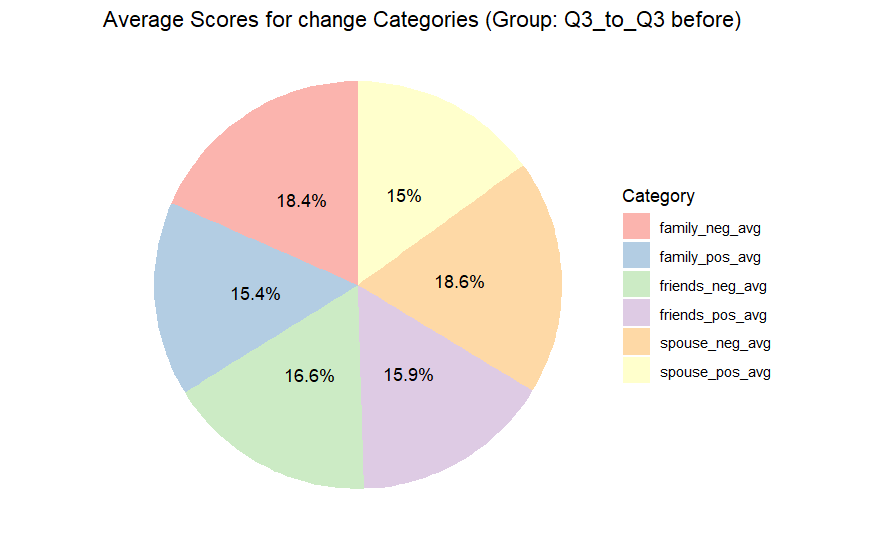 Average Scores for change Categories (Group: Q3_to_Q3 before)
18.4%
15%
15.4%
18.6%
16.6%
15.9%
Category
family_neg_avg
family_pos_avg
friends_neg_avg
friends_pos_avg
spouse_neg_avg
spouse_pos_avg